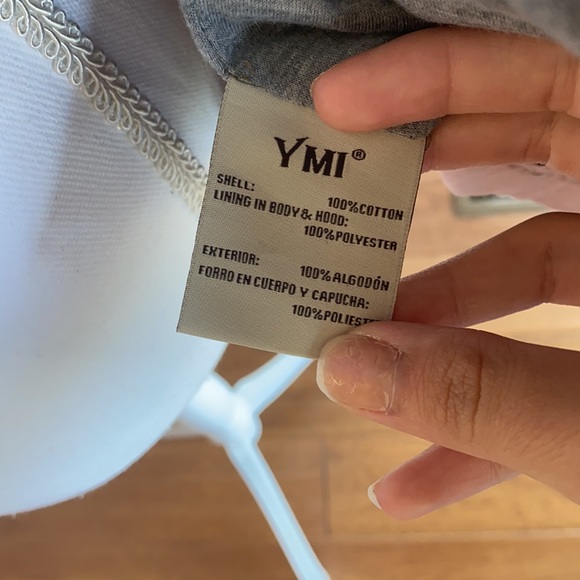 YMI®
SHELL:
100%COTTON
LINING IN BODY & HOOD:
100%POLYESTER
EXTERIOR:
100%ALGODÓN
FORRO EN CUERPO Y CAPUCHA: